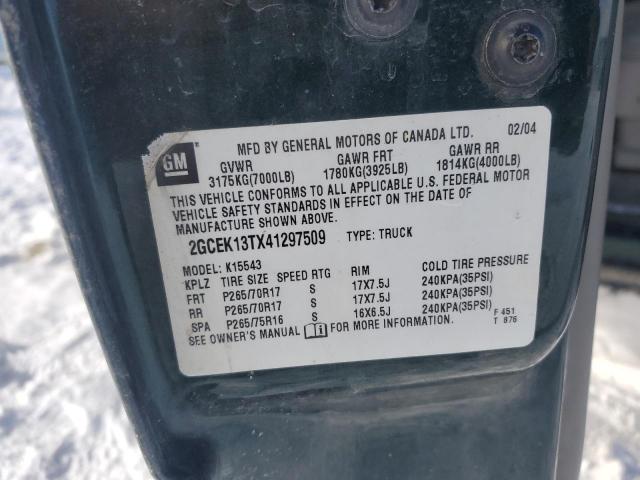 GM
MFD BY GENERAL MOTORS OF CANADA LTD. 02/04
GVWR GAWR FRT GAWR RR
3175KG(7000LB) 1780KG(3925LB) 1814KG(4000LB)
THIS VEHICLE CONFORMS TO ALL APPLICABLE U.S. FEDERAL MOTOR
VEHICLE SAFETY STANDARDS IN EFFECT ON THE DATE OF
MANUFACTURE SHOWN ABOVE.
2GCEK13TX41297509 TYPE: TRUCK
MODEL: K15543
KPLZ TIRE SIZE SPEED RTG RIM COLD TIRE PRESSURE
FRT P265/70R17 S 17X7.5J 240KPA(35PSI)
RR P265/70R17 S 17X7.5J 240KPA(35PSI)
SPA P265/75R16 S 16X6.5J 240KPA(35PSI)
SEE OWNER'S MANUAL FOR MORE INFORMATION.
F 451
T 876